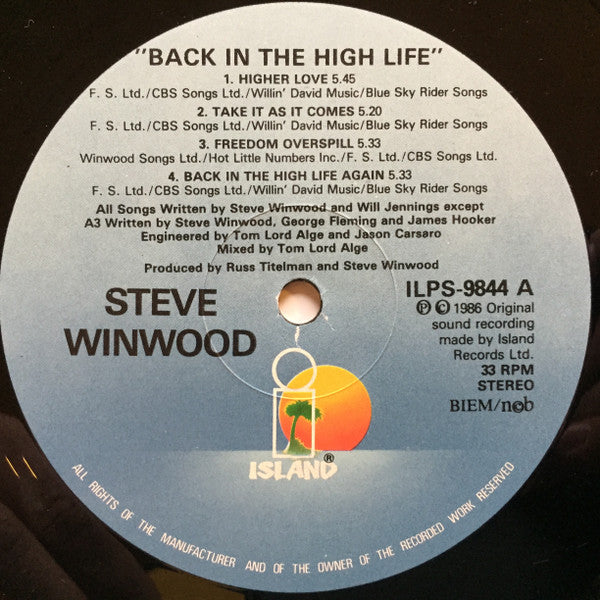 "BACK IN THE HIGH LIFE"
1. HIGHER LOVE 5.45
F. S. Ltd./CBS Songs Ltd./Willin' David Music/Blue Sky Rider Songs
2. TAKE IT AS IT COMES 5.20
F. S. Ltd./CBS Songs Ltd./Willin' David Music/Blue Sky Rider Songs
3. FREEDOM OVERSPILL 5.33
Winwood Songs Ltd./Hot Little Numbers Inc./F. S. Ltd./CBS Songs Ltd.
4. BACK IN THE HIGH LIFE AGAIN 5.33
F. S. Ltd./CBS Songs Ltd./Willin' David Music/Blue Sky Rider Songs
All Songs Written by Steve Winwood and Will Jennings except
A3 Written by Steve Winwood, George Fleming and James Hooker
Engineered by Tom Lord Alge and Jason Carsaro
Mixed by Tom Lord Alge
Produced by Russ Titelman and Steve Winwood
STEVE
WINWOOD
ILPS-9844 A
℗ © 1986 Original
sound recording
made by Island
Records Ltd.
33 RPM
STEREO
BIEM/ncb
ISLAND®
ALL RIGHTS OF THE MANUFACTURER AND OF THE OWNER OF THE RECORDED WORK RESERVED